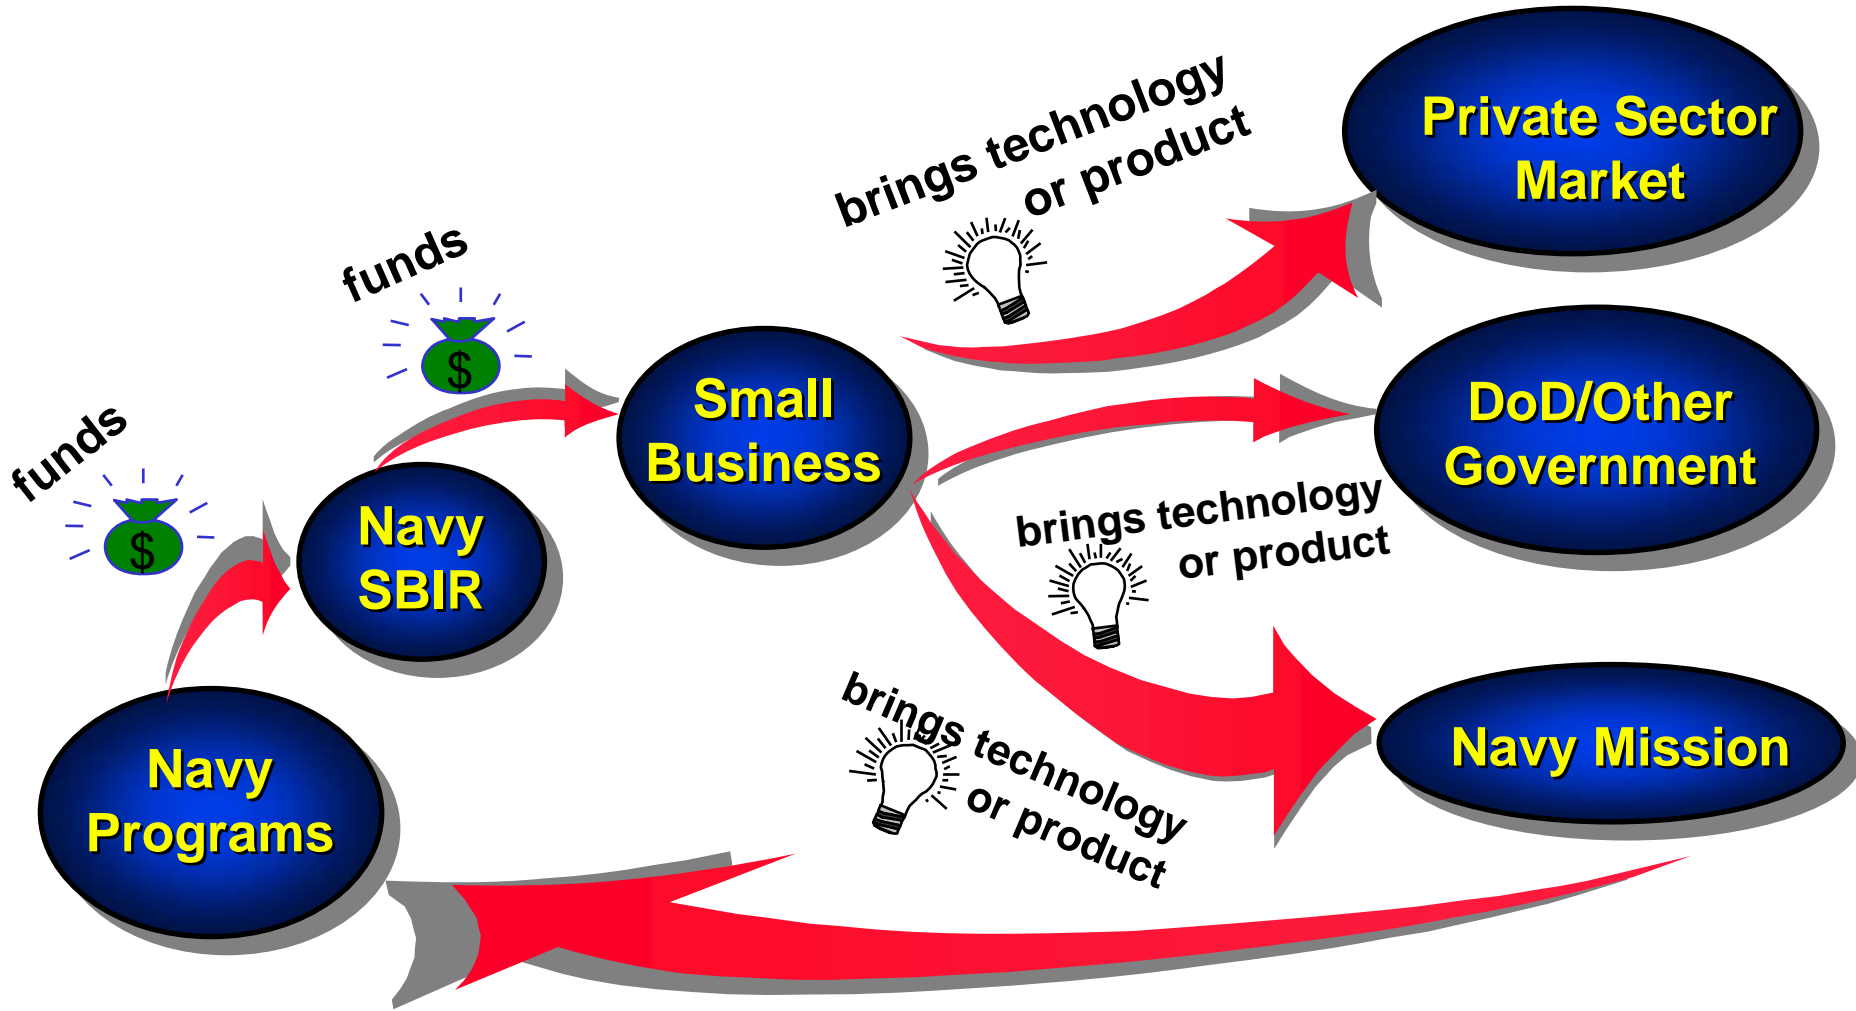 funds
$
Navy
Programs
funds
$
Navy
SBIR
Small
Business
brings technology
or product
Private Sector
Market
DoD/Other
Government
brings technology
or product
brings technology
or product
Navy Mission